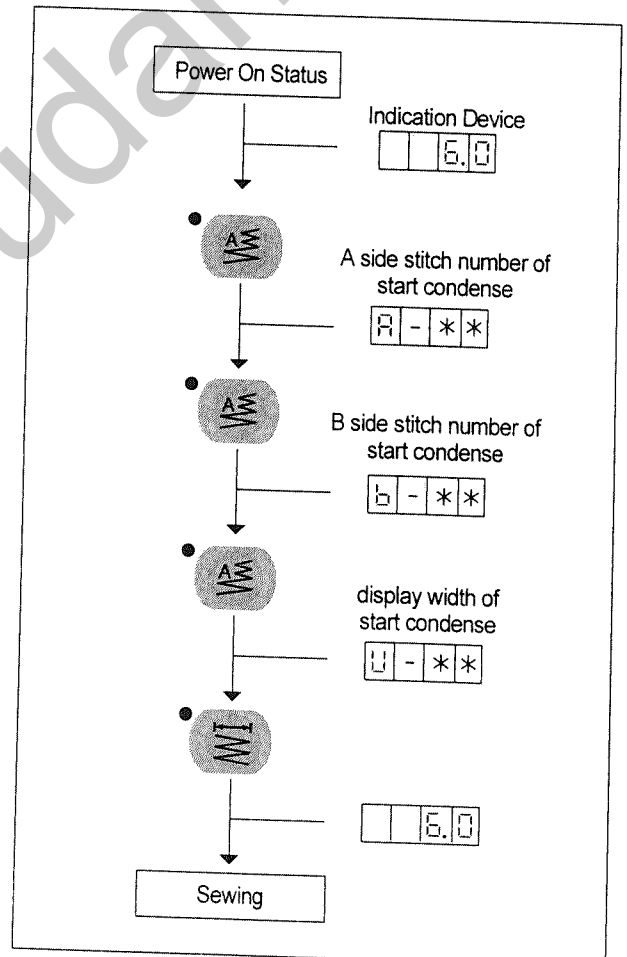 Power On Status
Indication Device
6.0
A
A side stitch number of
start condense
A - * *
A
B side stitch number of
start condense
b - * *
A
display width of
start condense
U - * *
6.0
Sewing